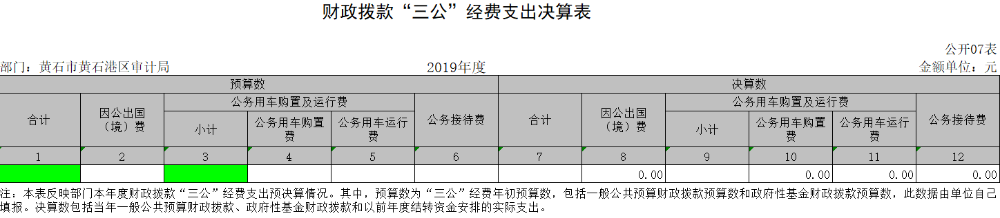 财政拨款“三公”经费支出决算表
公开07表
部门：黄石市黄石港区审计局 2019年度 金额单位：元
预算数 决算数
合计 因公出国（境）费 公务用车购置及运行费 公务接待费 合计 因公出国（境）费 公务用车购置及运行费 公务接待费
小计 公务用车购置费 公务用车运行费 小计 公务用车购置费 公务用车运行费
1 2 3 4 5 6 7 8 9 10 11 12
0.00 0.00 0.00 0.00
注：本表反映部门本年度财政拨款“三公”经费支出预决算情况。其中，预算数为“三公”经费年初预算数，包括一般公共预算财政拨款预算数和政府性基金财政拨款预算数，此数据由单位自己
填报。决算数包括当年一般公共预算财政拨款、政府性基金财政拨款和以前年度结转资金安排的实际支出。